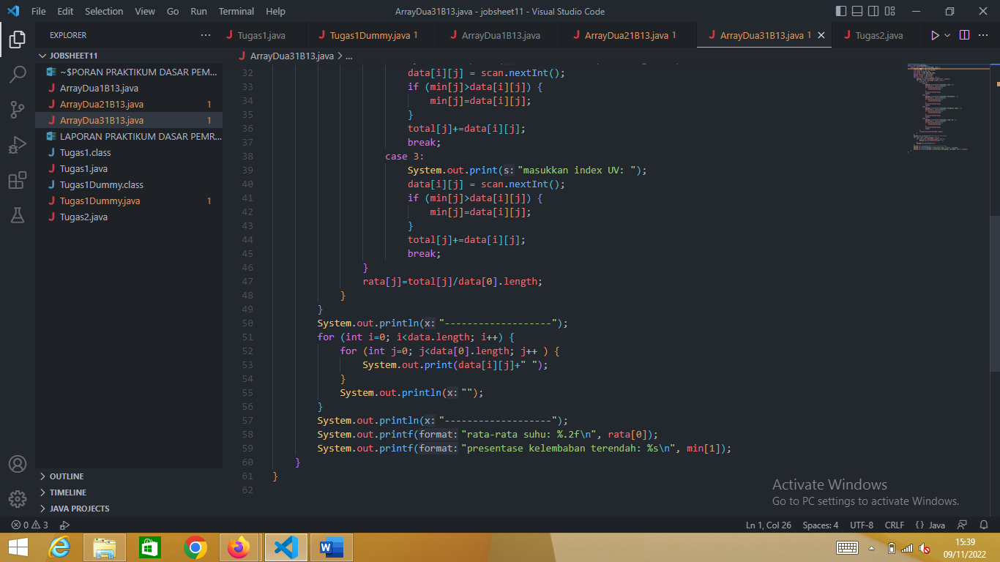 File Edit Selection View Go Run Terminal Help
ArrayDua31B13.java - jobsheet11 - Visual Studio Code
EXPLORER
Tugas1.java
Tugas1Dummy.java 1
ArrayDua1B13.java
ArrayDua21B13.java 1
ArrayDua31B13.java 1
Tugas2.java
JOBSHEET11
~$PORAN PRAKTIKUM DASAR PEM...
ArrayDua1B13.java
ArrayDua21B13.java 1
ArrayDua31B13.java 1
LAPORAN PRAKTIKUM DASAR PEMR...
Tugas1.class
Tugas1.java
Tugas1Dummy.class
Tugas1Dummy.java 1
Tugas2.java
OUTLINE
TIMELINE
JAVA PROJECTS
ArrayDua31B13.java > ...
32 data[i][j] = scan.nextInt();
33 if (min[j]>data[i][j]) {
34 min[j]=data[i][j];
35 }
36 total[j]+=data[i][j];
37 break;
38 case 3:
39 System.out.print(s: "masukkan index UV: ");
40 data[i][j] = scan.nextInt();
41 if (min[j]>data[i][j]) {
42 min[j]=data[i][j];
43 }
44 total[j]+=data[i][j];
45 break;
46 }
47 rata[j]=total[j]/data[0].length;
48 }
49 }
50 System.out.println(x: "-------------------");
51 for (int i=0; i<data.length; i++) {
52 for (int j=0; j<data[0].length; j++ ) {
53 System.out.print(data[i][j]+" ");
54 }
55 System.out.println(x: "");
56 }
57 System.out.println(x: "-------------------");
58 System.out.printf(format: "rata-rata suhu: %.2f\n", rata[0]);
59 System.out.printf(format: "presentase kelembaban terendah: %s\n", min[1]);
60 }
61 }
62
Activate Windows
Go to PC settings to activate Windows.
0 3
Ln 1, Col 26 Spaces: 4 UTF-8 CRLF {} Java
15:39
09/11/2022